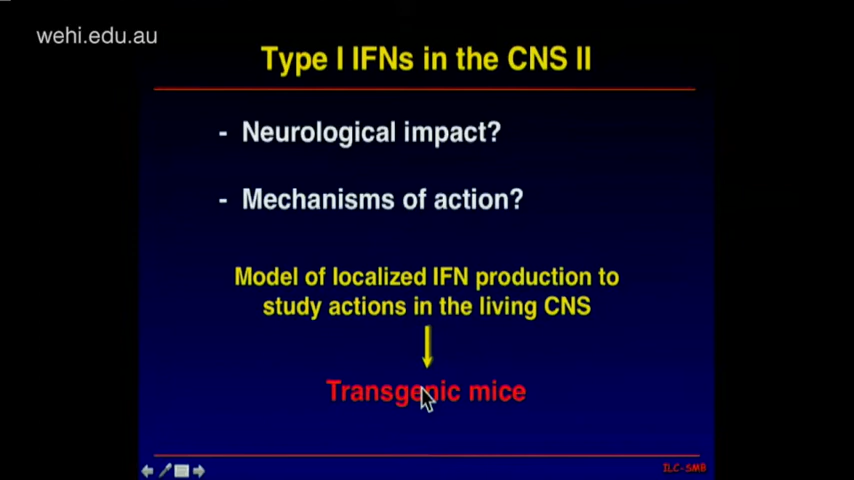 wehi.edu.au
Type I IFNs in the CNS II
- Neurological impact?
- Mechanisms of action?
Model of localized IFN production to
study actions in the living CNS
Transgenic mice
ILC-SMB